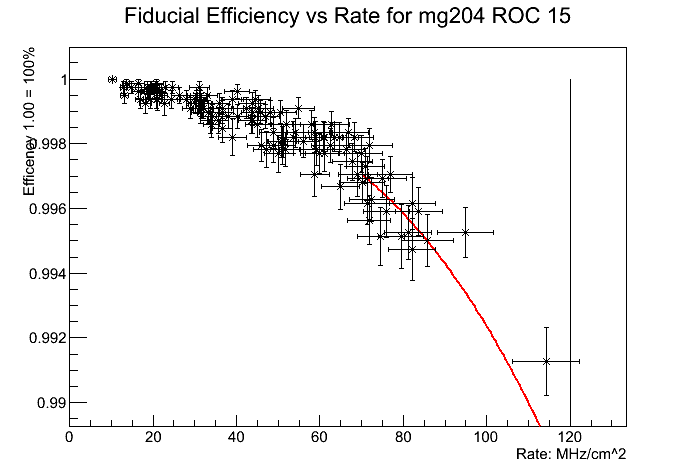 Fiducial Efficiency vs Rate for mg204 ROC 15
Efficency 1.00 = 100%
1
0.998
0.996
0.994
0.992
0.99
0 20 40 60 80 100 120
Rate: MHz/cm^2